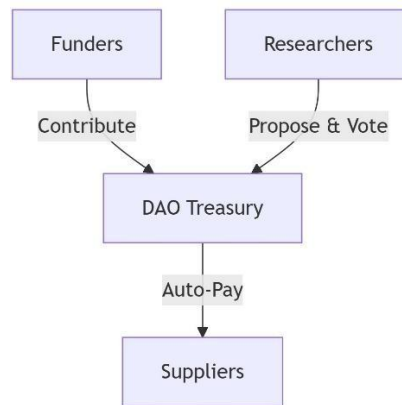 Funders
Researchers
Contribute
Propose & Vote
DAO Treasury
Auto-Pay
Suppliers